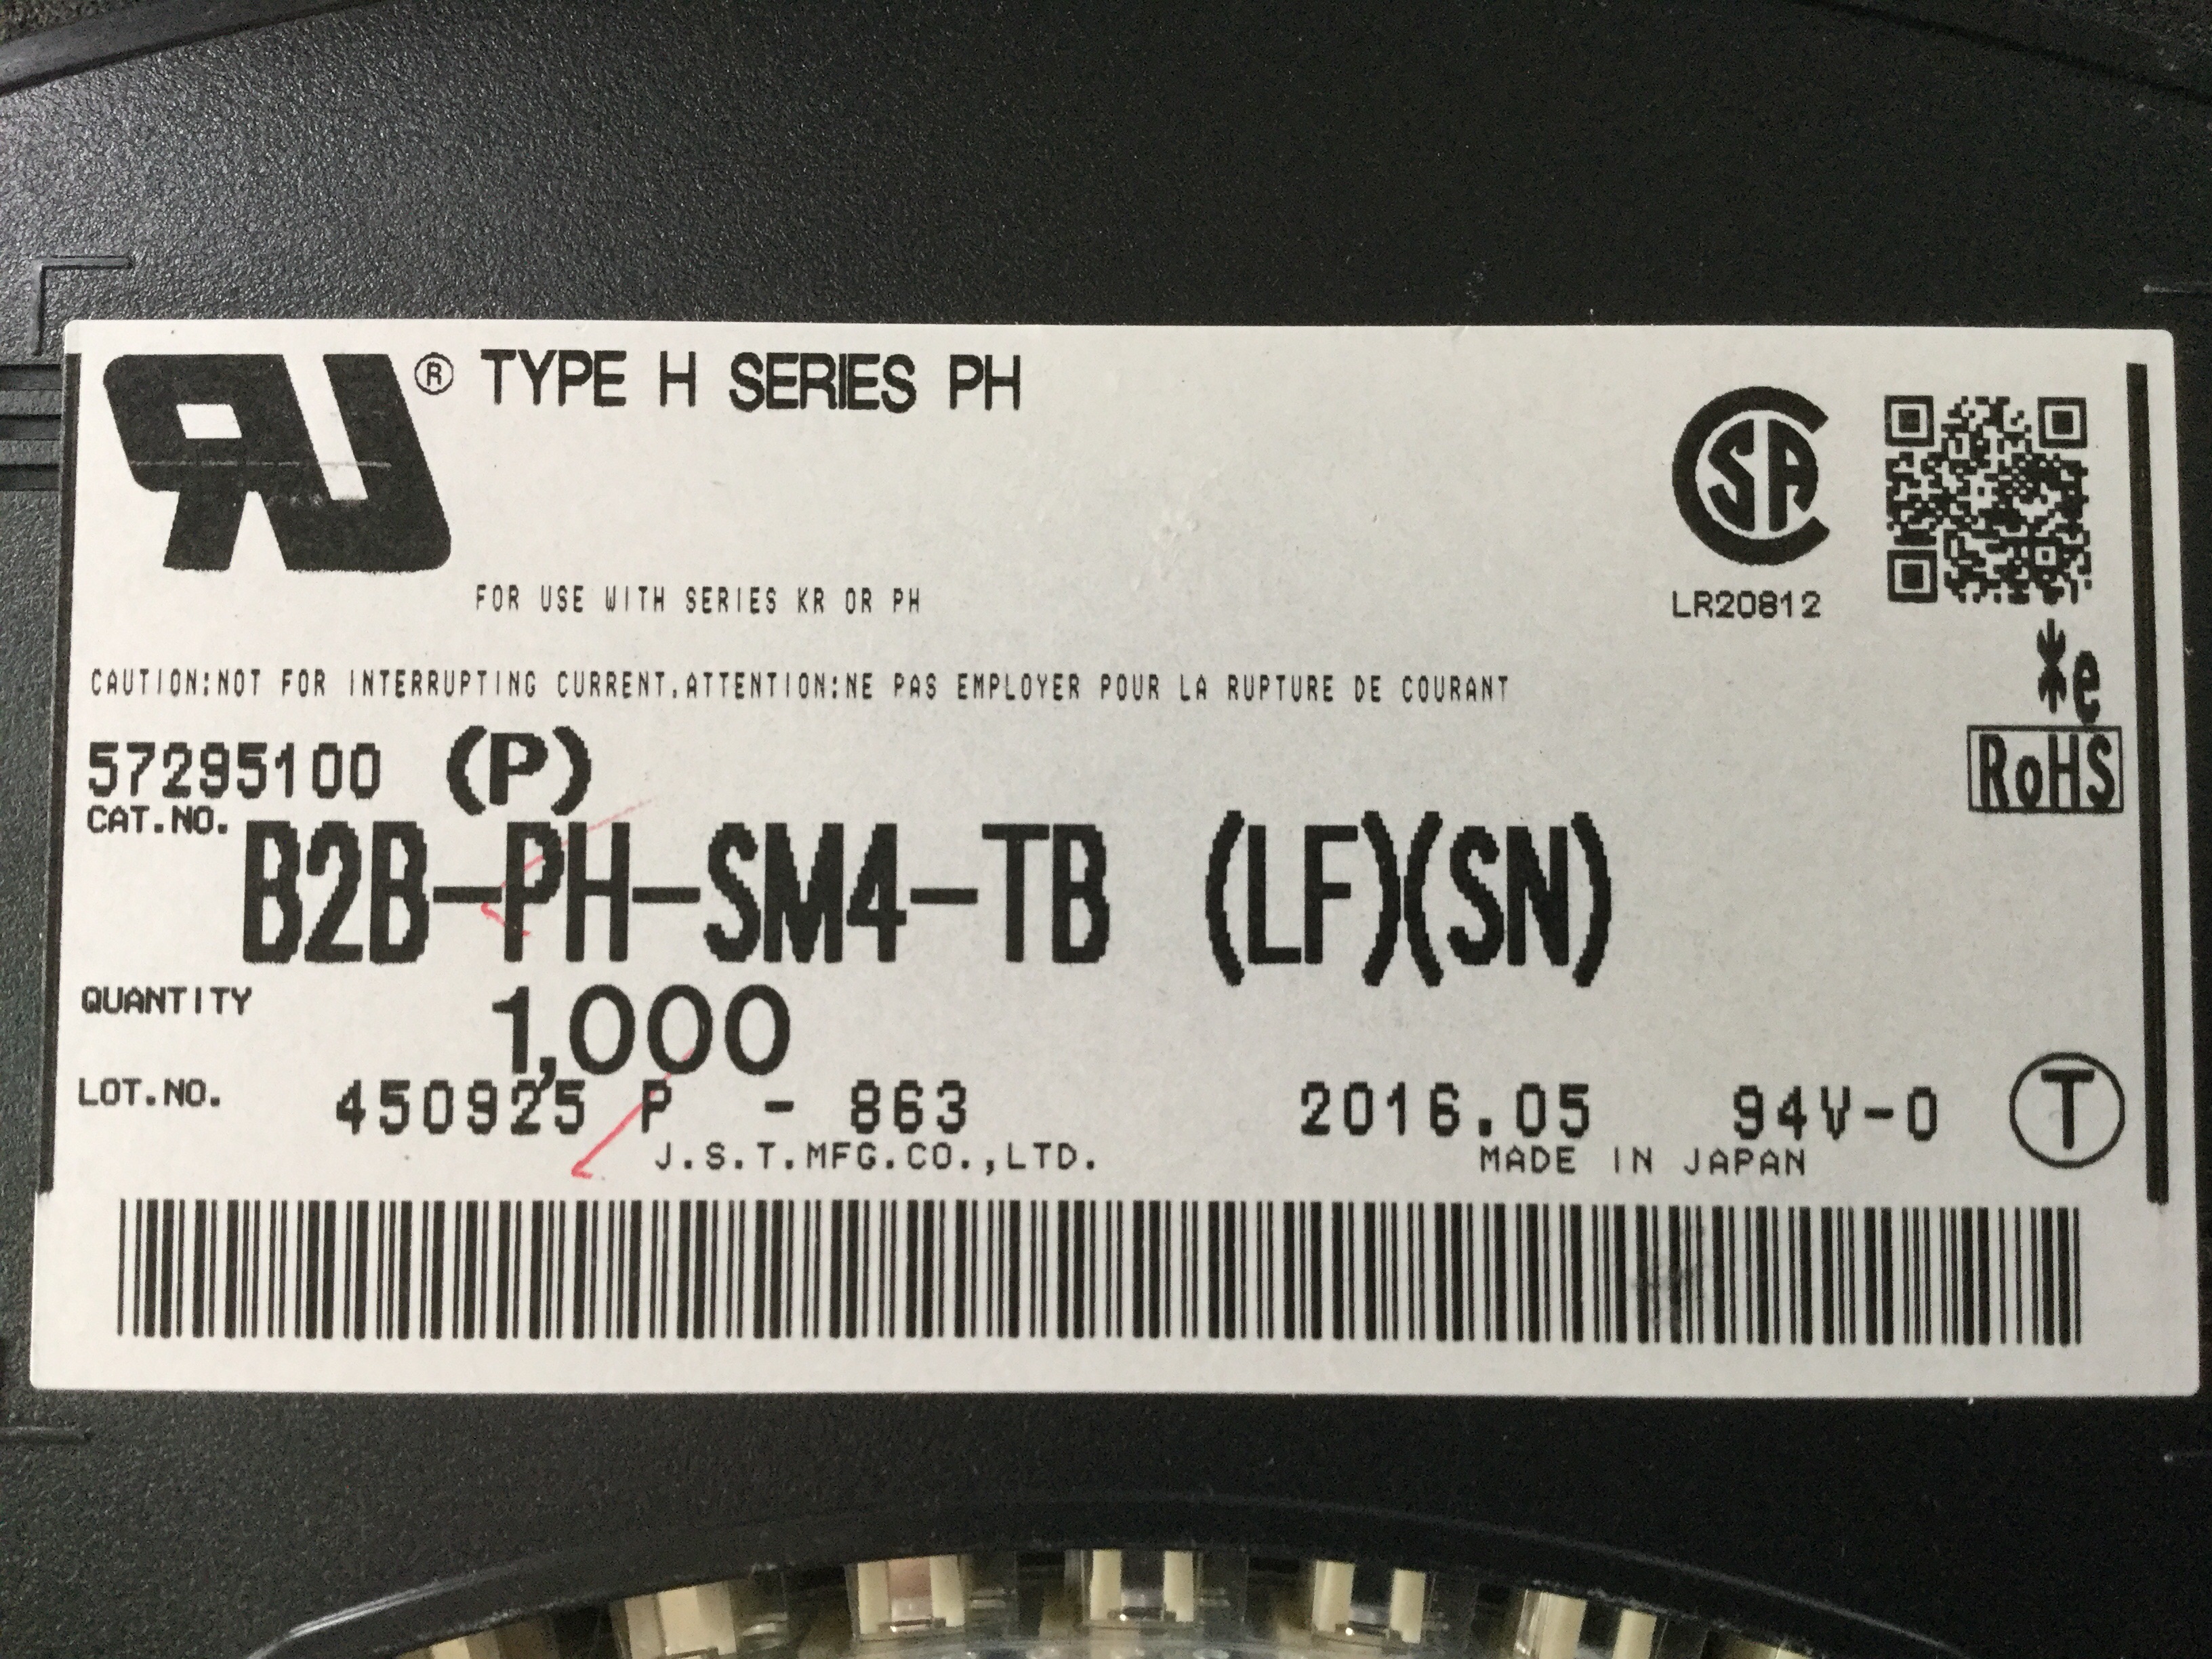 RU® TYPE H SERIES PH
CSA
LR20812
FOR USE WITH SERIES KR OR PH
CAUTION:NOT FOR INTERRUPTING CURRENT.ATTENTION:NE PAS EMPLOYER POUR LA RUPTURE DE COURANT
e
RoHS
57295100 (P)
CAT.NO. B2B-PH-SM4-TB (LF)(SN)
QUANTITY 1,000
LOT.NO. 450925 P - 863 2016.05 94V-0 T
J.S.T.MFG.CO.,LTD. MADE IN JAPAN